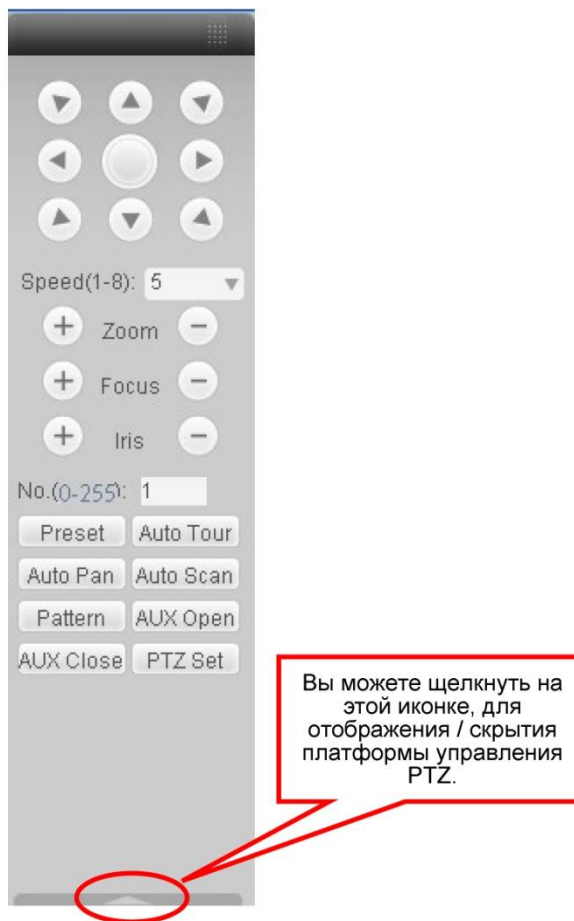 Speed(1-8): 5
+ Zoom −
+ Focus −
+ Iris −
No.(0-255): 1
Preset Auto Tour
Auto Pan Auto Scan
Pattern AUX Open
AUX Close PTZ Set
Вы можете щелкнуть на
этой иконке, для
отображения / скрытия
платформы управления
PTZ.